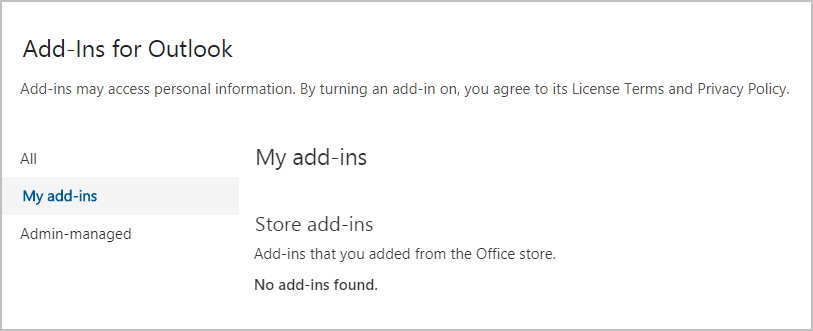 Add-Ins for Outlook
Add-ins may access personal information. By turning an add-in on, you agree to its License Terms and Privacy Policy.
All
My add-ins
Admin-managed
My add-ins
Store add-ins
Add-ins that you added from the Office store.
No add-ins found.